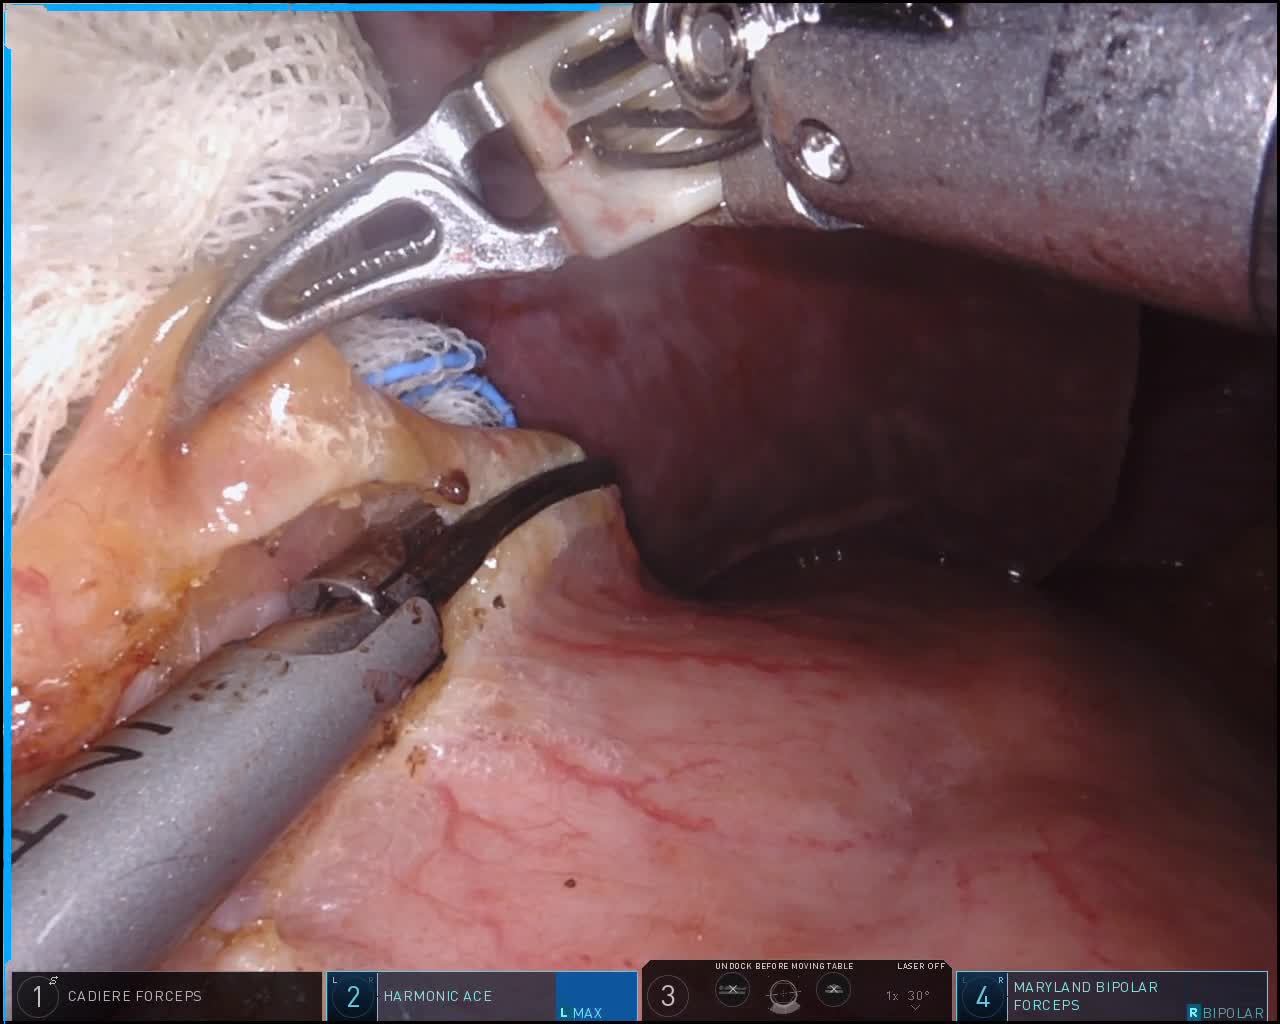 1 CADIERE FORCEPS
2 HARMONIC ACE
L MAX
3
UNDOCK BEFORE MOVING TABLE
LASER OFF
1x 30°
4 MARYLAND BIPOLAR
FORCEPS
R BIPOLAR